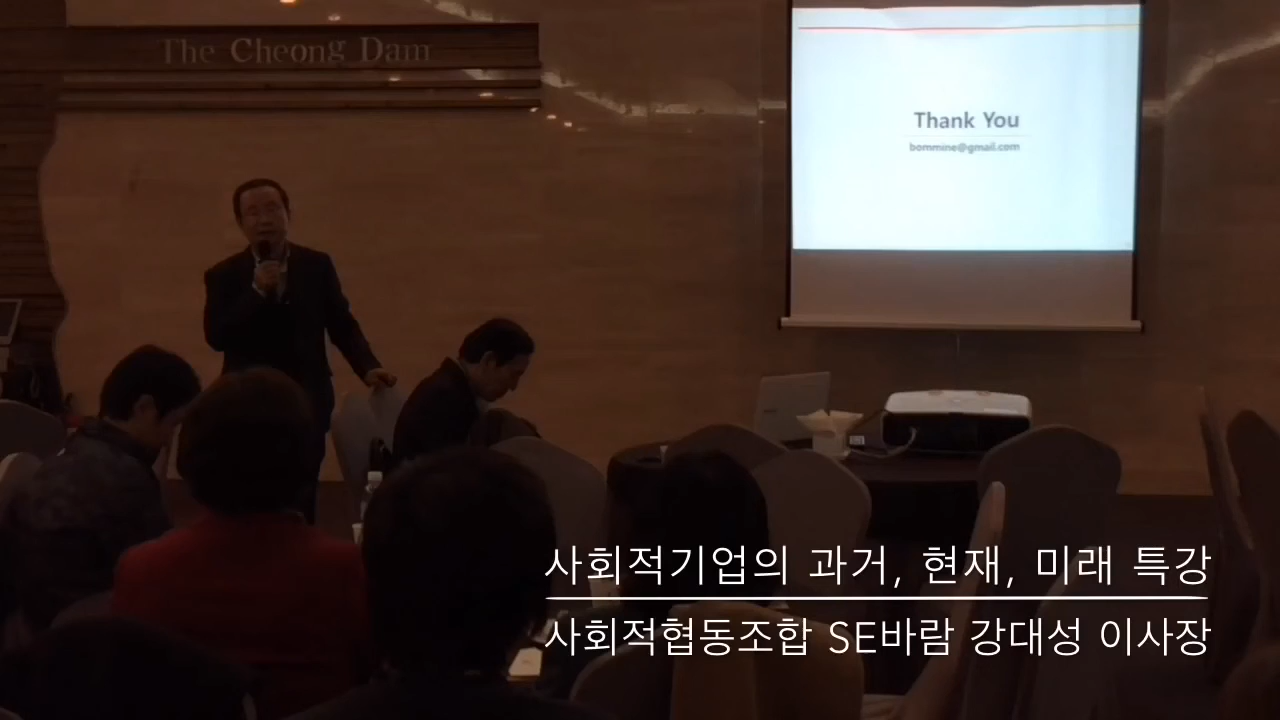 The Cheong Dam
Thank You
bommine@gmail.com
사회적기업의 과거, 현재, 미래 특강
사회적협동조합 SE바람 강대성 이사장